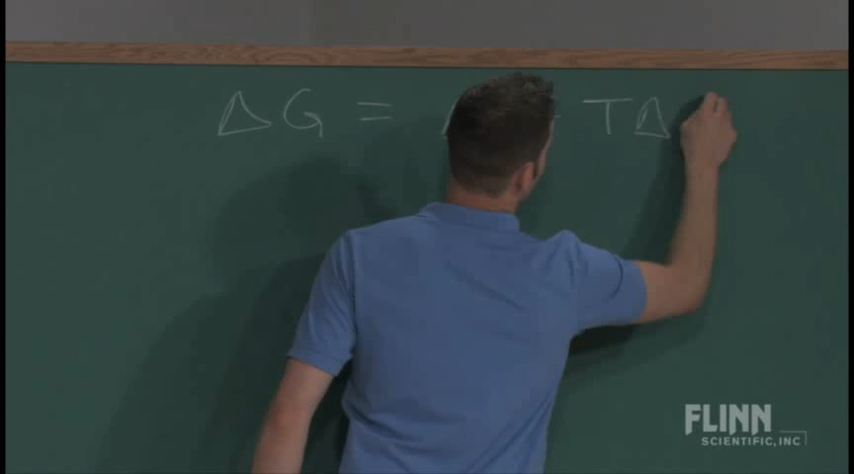 ΔG = - TΔ
FLINN
SCIENTIFIC, INC